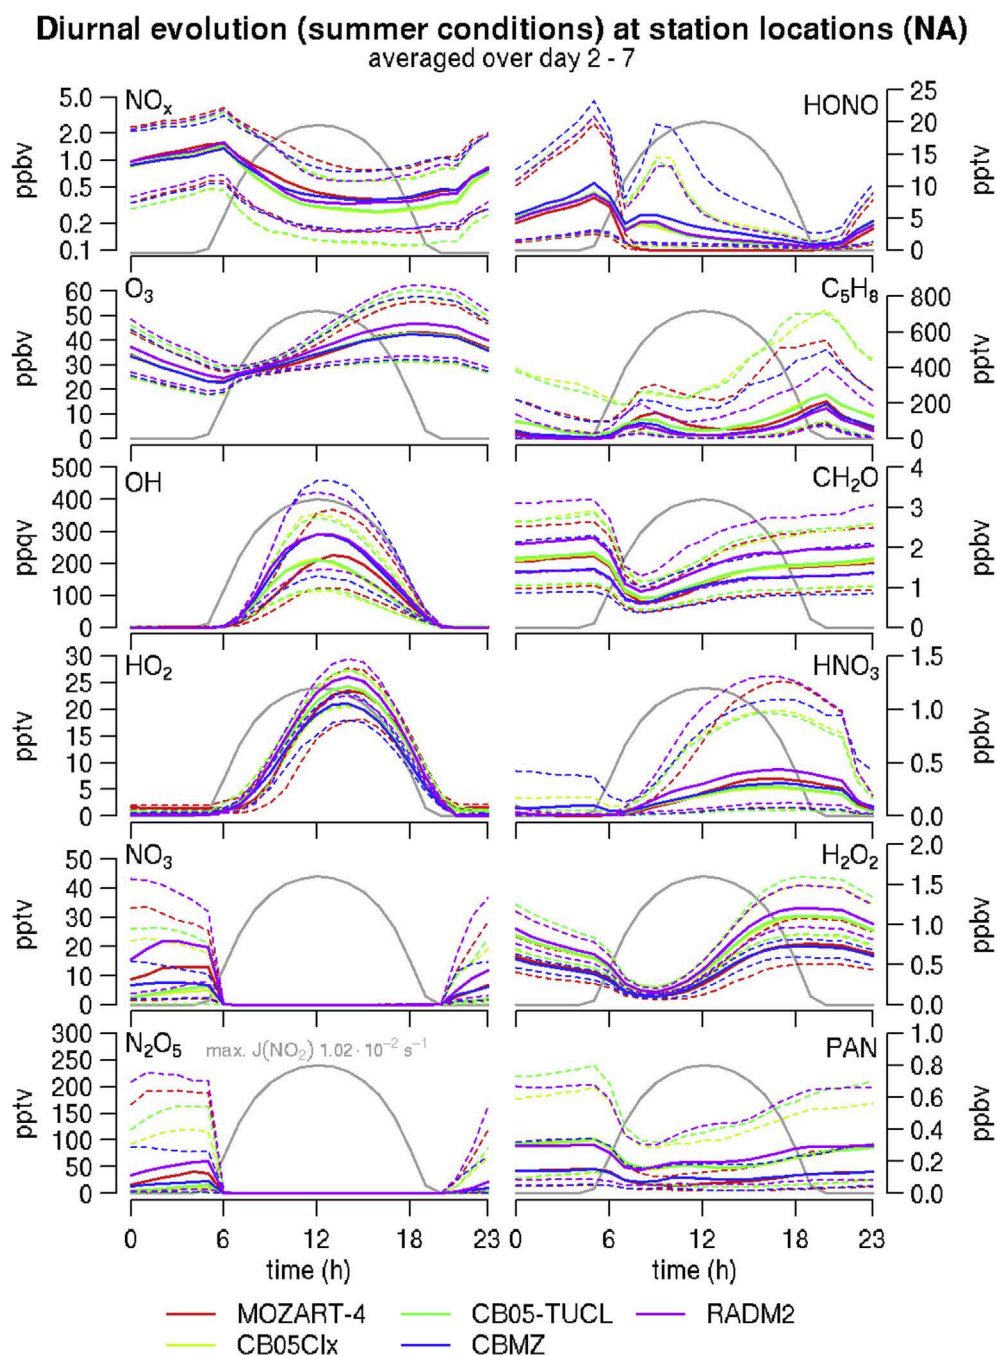 Diurnal evolution (summer conditions) at station locations (NA)
averaged over day 2 - 7
NOₓ
ppbv
5.0
2.0
1.0
0.5
0.2
0.1
HONO
pptv
25
20
15
10
5
0
O₃
ppbv
60
50
40
30
20
10
0
C₅H₈
pptv
800
600
400
200
0
OH
ppqv
500
400
300
200
100
0
CH₂O
ppbv
4
3
2
1
0
HO₂
pptv
30
25
20
15
10
5
0
HNO₃
ppbv
1.5
1.0
0.5
0.0
NO₃
pptv
50
40
30
20
10
0
H₂O₂
ppbv
2.0
1.5
1.0
0.5
0.0
N₂O₅
max. J(NO₂) 1.02 · 10⁻² s⁻¹
pptv
300
250
200
150
100
50
0
PAN
ppbv
1.0
0.8
0.6
0.4
0.2
0.0
0 6 12 18 23
time (h)
0 6 12 18 23
time (h)
MOZART-4 CB05-TUCL RADM2
CB05Clx CBMZ